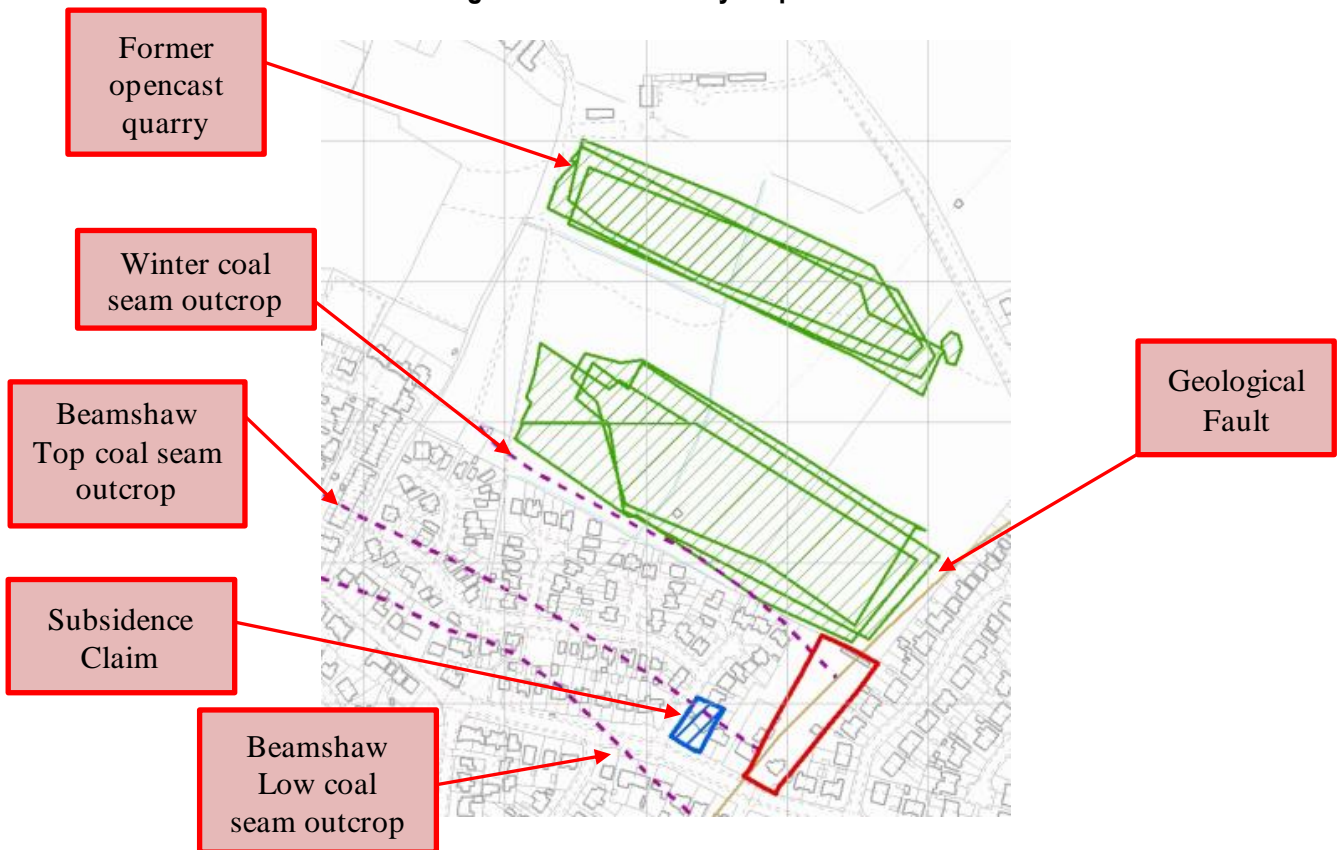 Former
opencast
quarry
Winter coal
seam outcrop
Beamshaw
Top coal seam
outcrop
Geological
Fault
Subsidence
Claim
Beamshaw
Low coal
seam outcrop